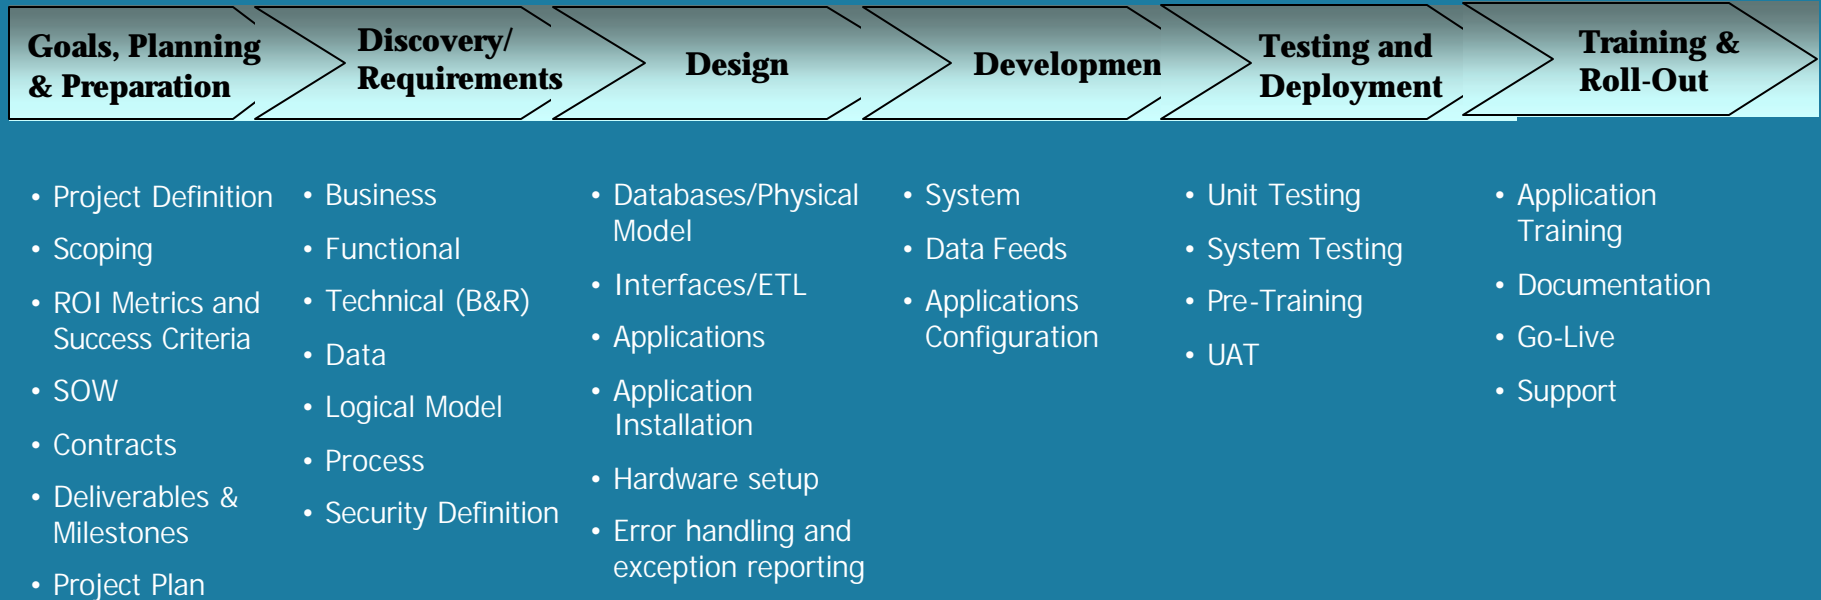 Goals, Planning
& Preparation
Discovery/
Requirements
Design
Developmen
Testing and
Deployment
Training &
Roll-Out
• Project Definition
• Scoping
• ROI Metrics and
Success Criteria
• SOW
• Contracts
• Deliverables &
Milestones
• Project Plan
• Business
• Functional
• Technical (B&R)
• Data
• Logical Model
• Process
• Security Definition
• Databases/Physical
Model
• Interfaces/ETL
• Applications
• Application
Installation
• Hardware setup
• Error handling and
exception reporting
• System
• Data Feeds
• Applications
Configuration
• Unit Testing
• System Testing
• Pre-Training
• UAT
• Application
Training
• Documentation
• Go-Live
• Support